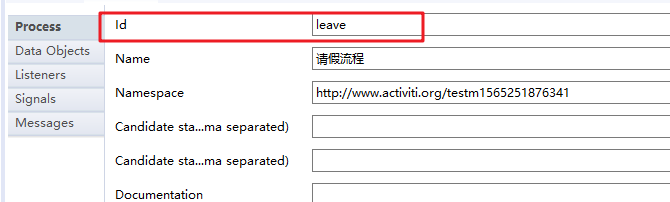 Process
Data Objects
Listeners
Signals
Messages
Id leave
Name 请假流程
Namespace http://www.activiti.org/testm1565251876341
Candidate sta...ma separated)
Candidate sta...ma separated)
Documentation